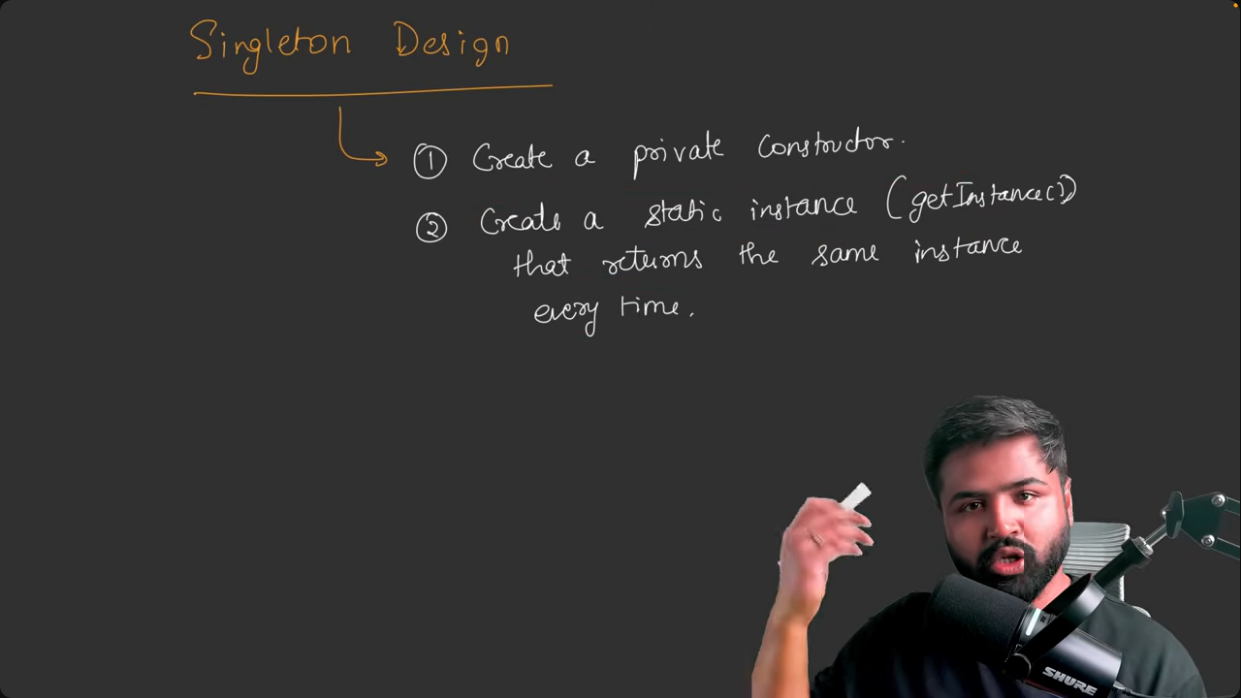 Singleton Design
① Create a private constructor.
② Create a static instance (getInstance())
that returns the same instance
every time.
SHURE